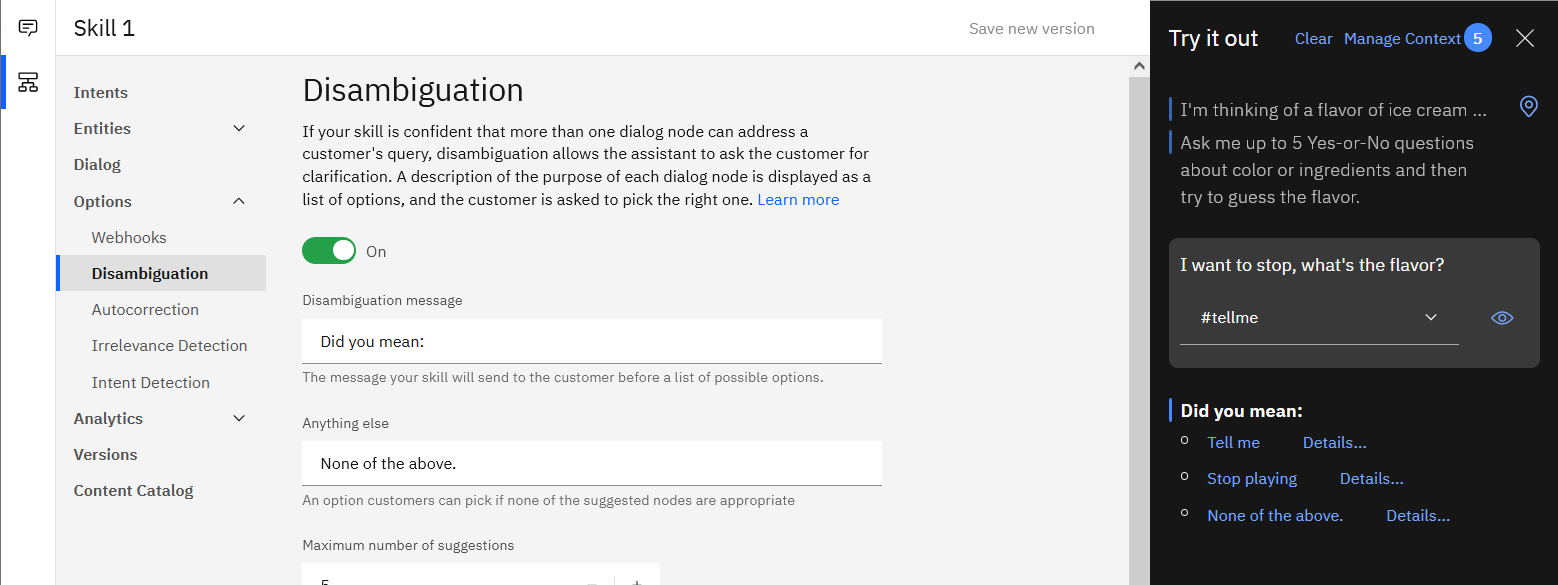 Skill 1
Save new version
Intents
Entities
Dialog
Options
Webhooks
Disambiguation
Autocorrection
Irrelevance Detection
Intent Detection
Analytics
Versions
Content Catalog
Disambiguation
If your skill is confident that more than one dialog node can address a
customer's query, disambiguation allows the assistant to ask the customer for
clarification. A description of the purpose of each dialog node is displayed as a
list of options, and the customer is asked to pick the right one. Learn more
On
Disambiguation message
Did you mean:
The message your skill will send to the customer before a list of possible options.
Anything else
None of the above.
An option customers can pick if none of the suggested nodes are appropriate
Maximum number of suggestions
5
Try it out
Clear
Manage Context 5
I'm thinking of a flavor of ice cream ...
Ask me up to 5 Yes-or-No questions
about color or ingredients and then
try to guess the flavor.
I want to stop, what's the flavor?
#tellme
Did you mean:
Tell me Details...
Stop playing Details...
None of the above. Details...